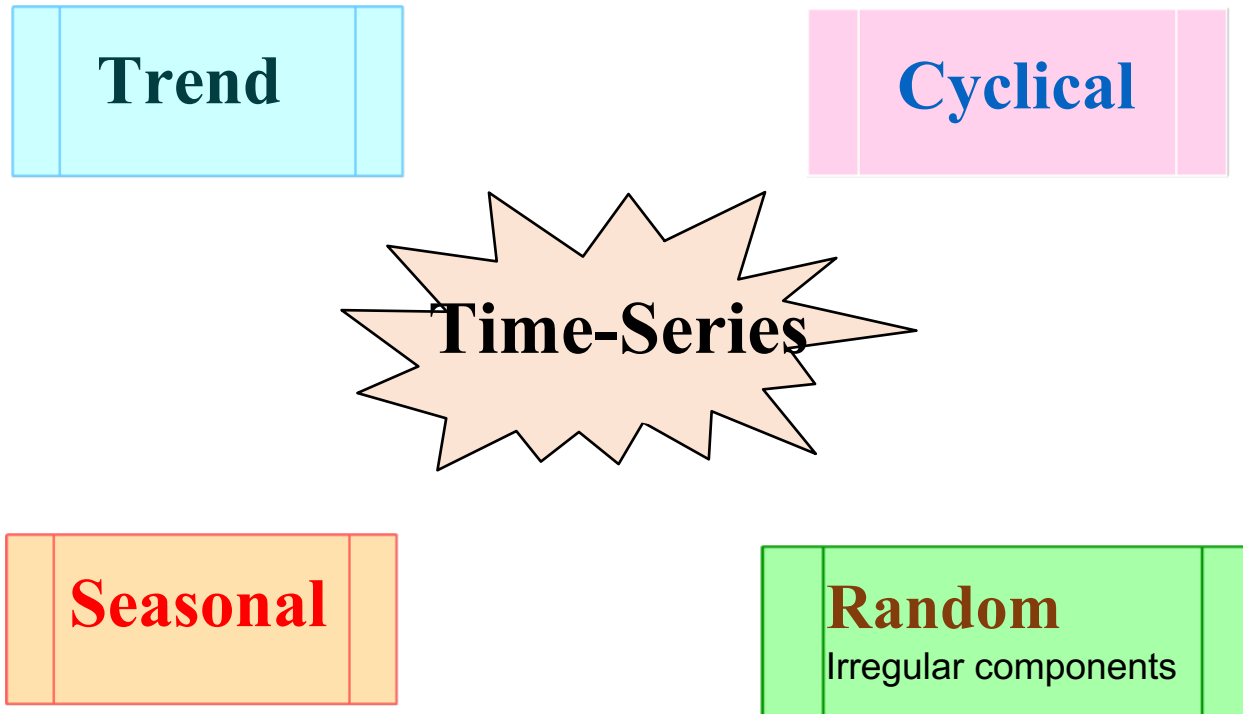 Trend
Cyclical
Time-Series
Seasonal
Random
Irregular components